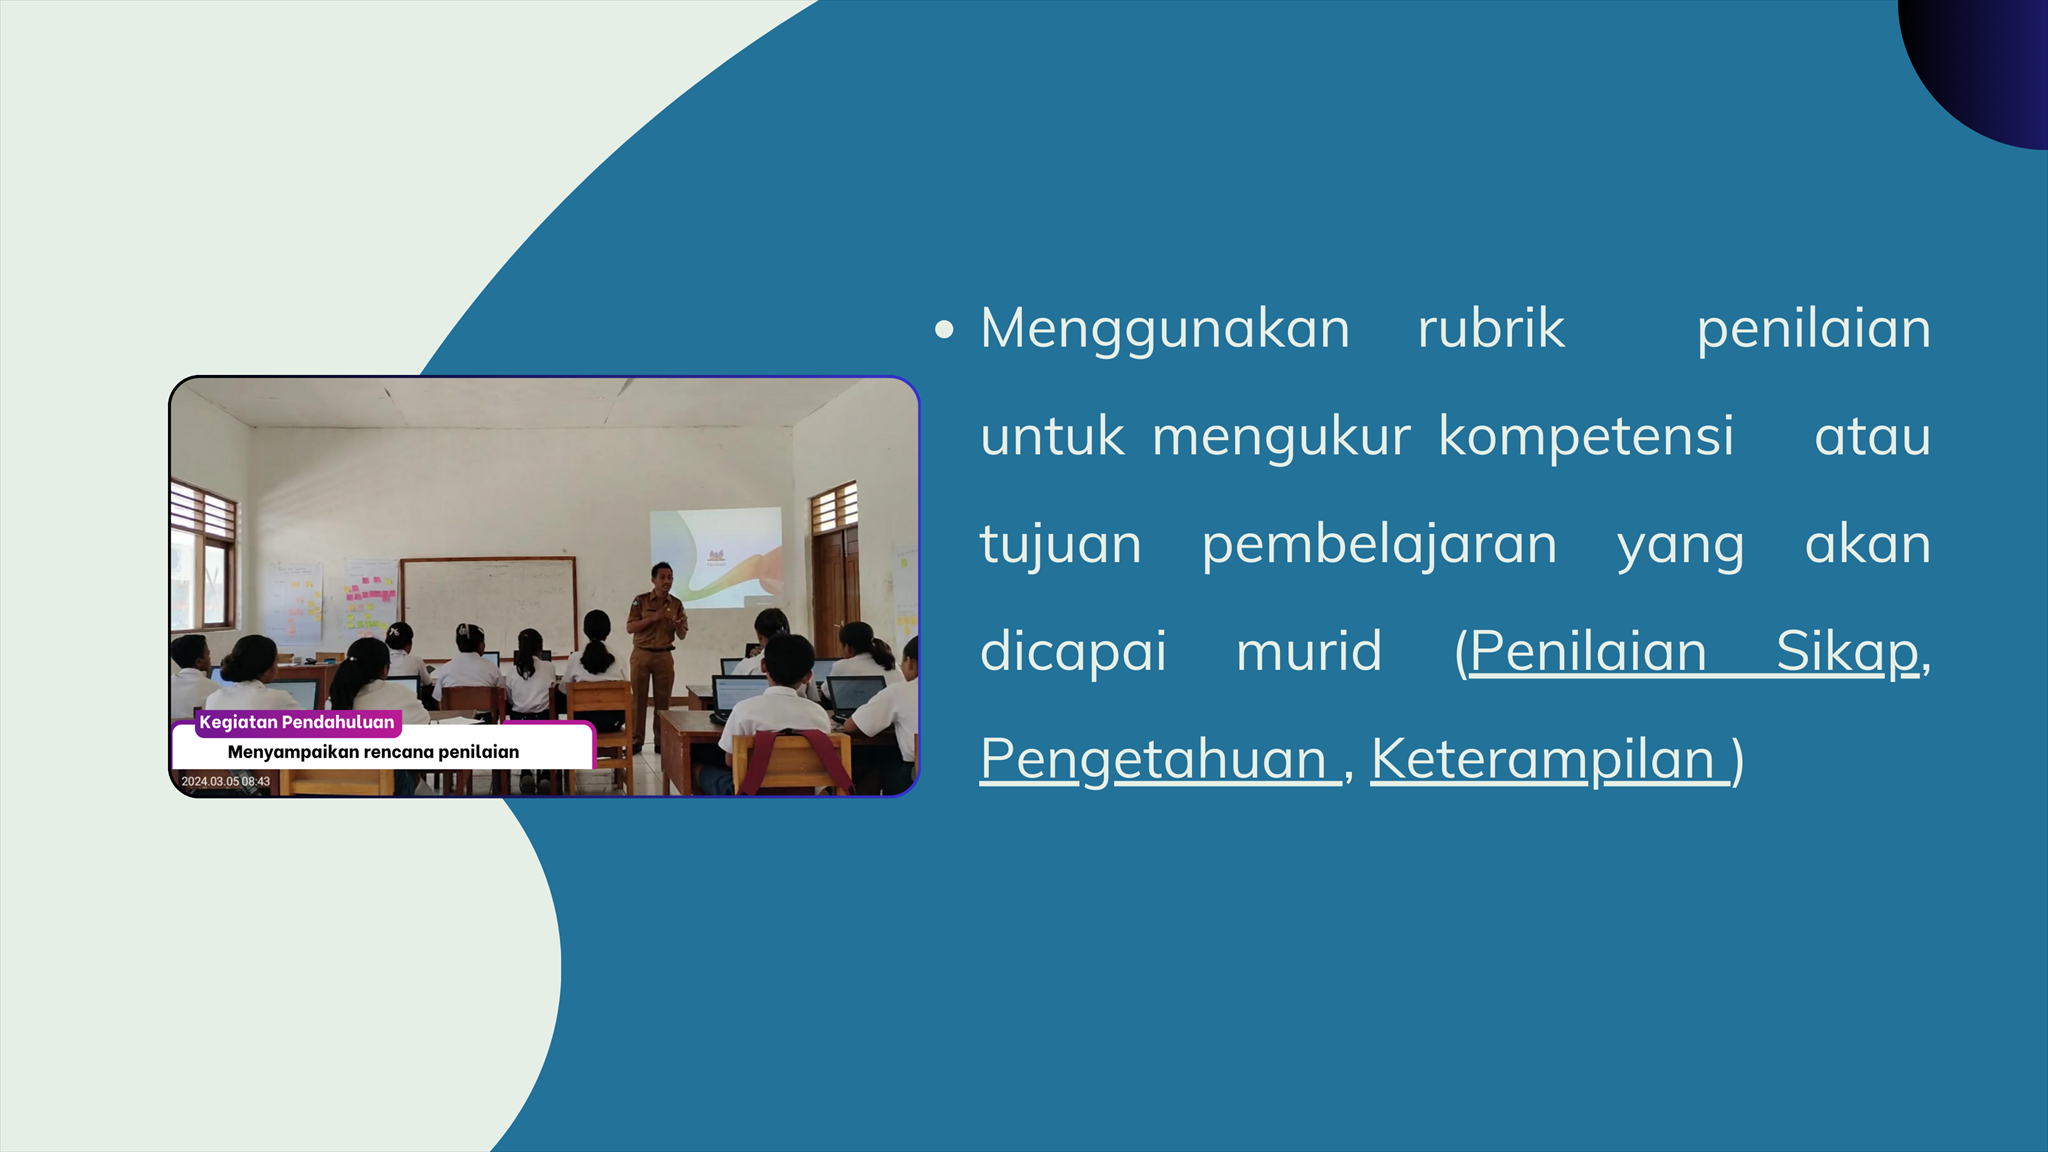 Menggunakan rubrik penilaian
untuk mengukur kompetensi atau
tujuan pembelajaran yang akan
dicapai murid (Penilaian Sikap,
Pengetahuan , Keterampilan )
Kegiatan Pendahuluan
Menyampaikan rencana penilaian
2024.03.05 08:43